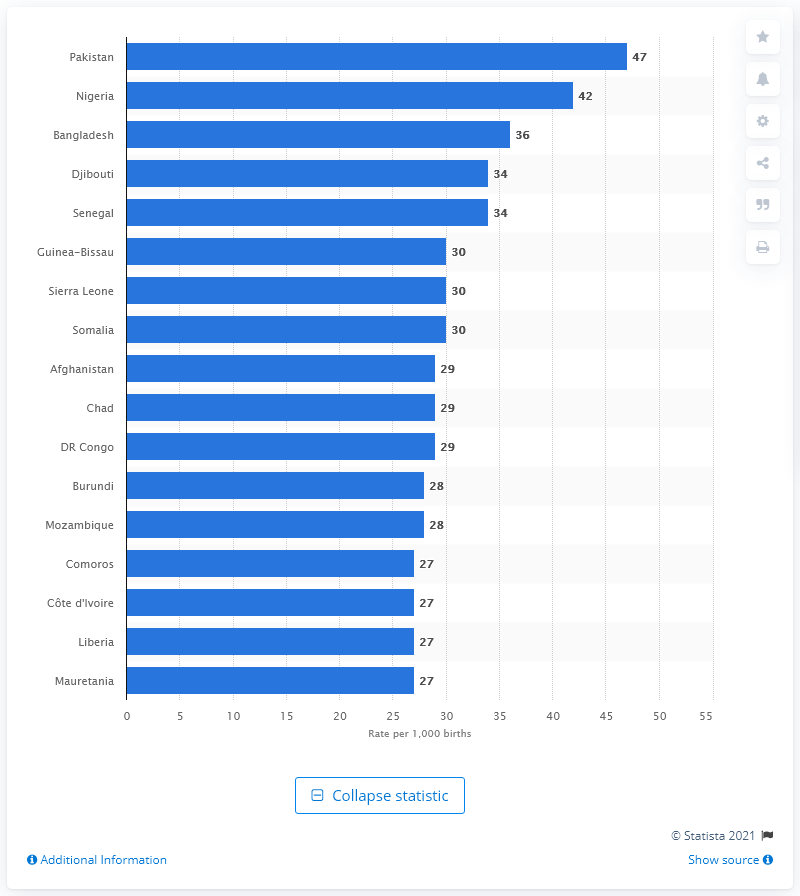 Pakistan 47
Nigeria 42
Bangladesh 36
Djibouti 34
Senegal 34
Guinea-Bissau 30
Sierra Leone 30
Somalia 30
Afghanistan 29
Chad 29
DR Congo 29
Burundi 28
Mozambique 28
Comoros 27
Côte d'Ivoire 27
Liberia 27
Mauretania 27
0 5 10 15 20 25 30 35 40 45 50 55
Rate per 1,000 births
Collapse statistic
© Statista 2021
Additional Information Show source